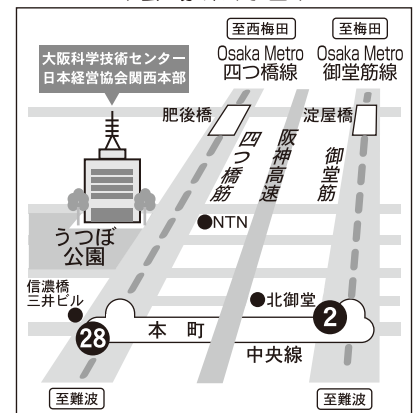 至西梅田
至梅田
大阪科学技術センター
日本経営協会関西本部
Osaka Metro
四つ橋線
Osaka Metro
御堂筋線
肥後橋
淀屋橋
四つ橋筋
阪神高速
御堂筋
うつぼ
公園
●NTN
信濃橋
三井ビル
●北御堂
2
28
本町
中央線
至難波
至難波